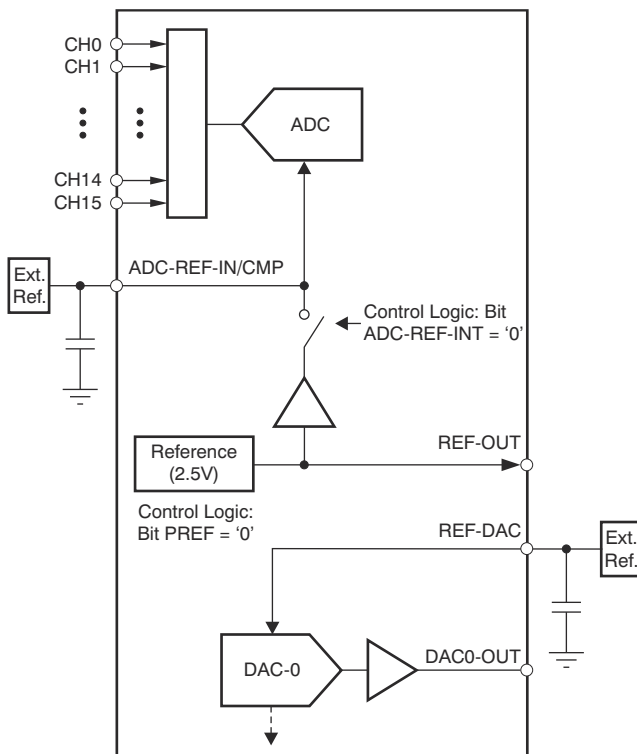 CH0
CH1
ADC
CH14
CH15
ADC-REF-IN/CMP
Ext.
Ref.
Control Logic: Bit
ADC-REF-INT = ‘0’
Reference
(2.5V)
REF-OUT
Control Logic:
Bit PREF = ‘0’
REF-DAC
Ext.
Ref.
DAC-0
DAC0-OUT